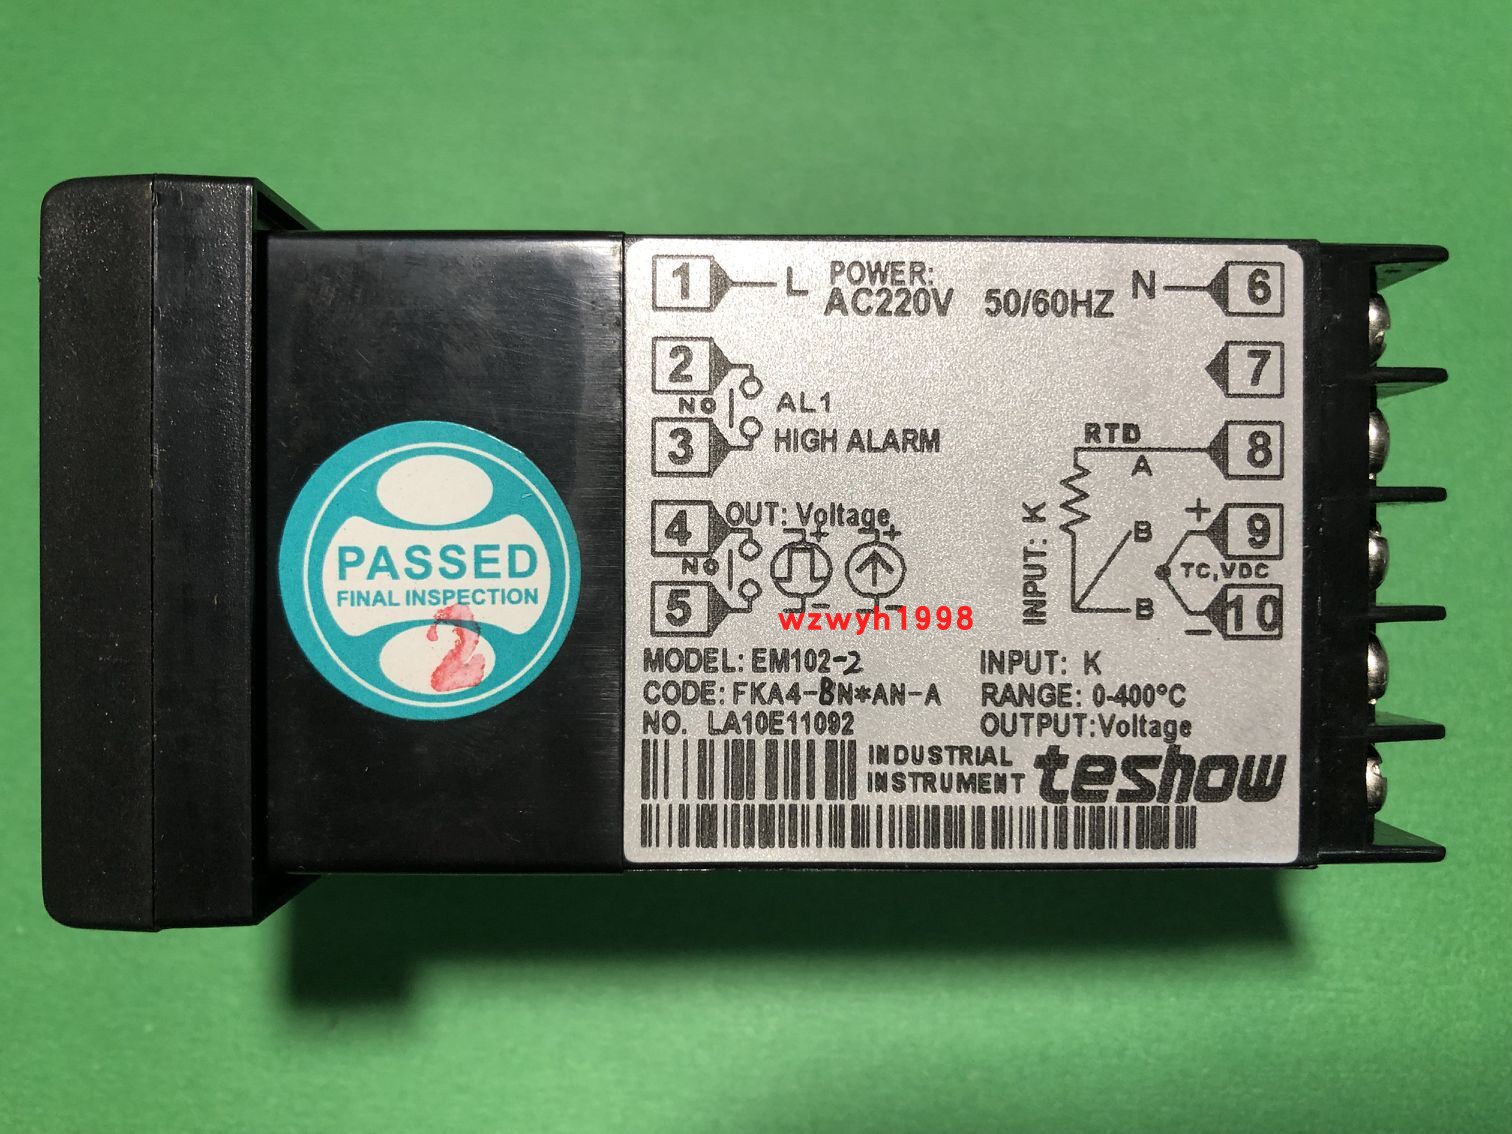 1 L POWER: N 6
AC220V 50/60HZ
2 7
NO AL1
3 HIGH ALARM
RTD 8
A
4 OUT: Voltage
+ + + 9
NO
B
INPUT: K
TC,VDC
5 - - B - 10
wzwyh1998
PASSED
FINAL INSPECTION
2
MODEL: EM102-2 INPUT: K
CODE: FKA4-BN*AN-A RANGE: 0-400°C
NO. LA10E11092 OUTPUT:Voltage
INDUSTRIAL
INSTRUMENT teshow